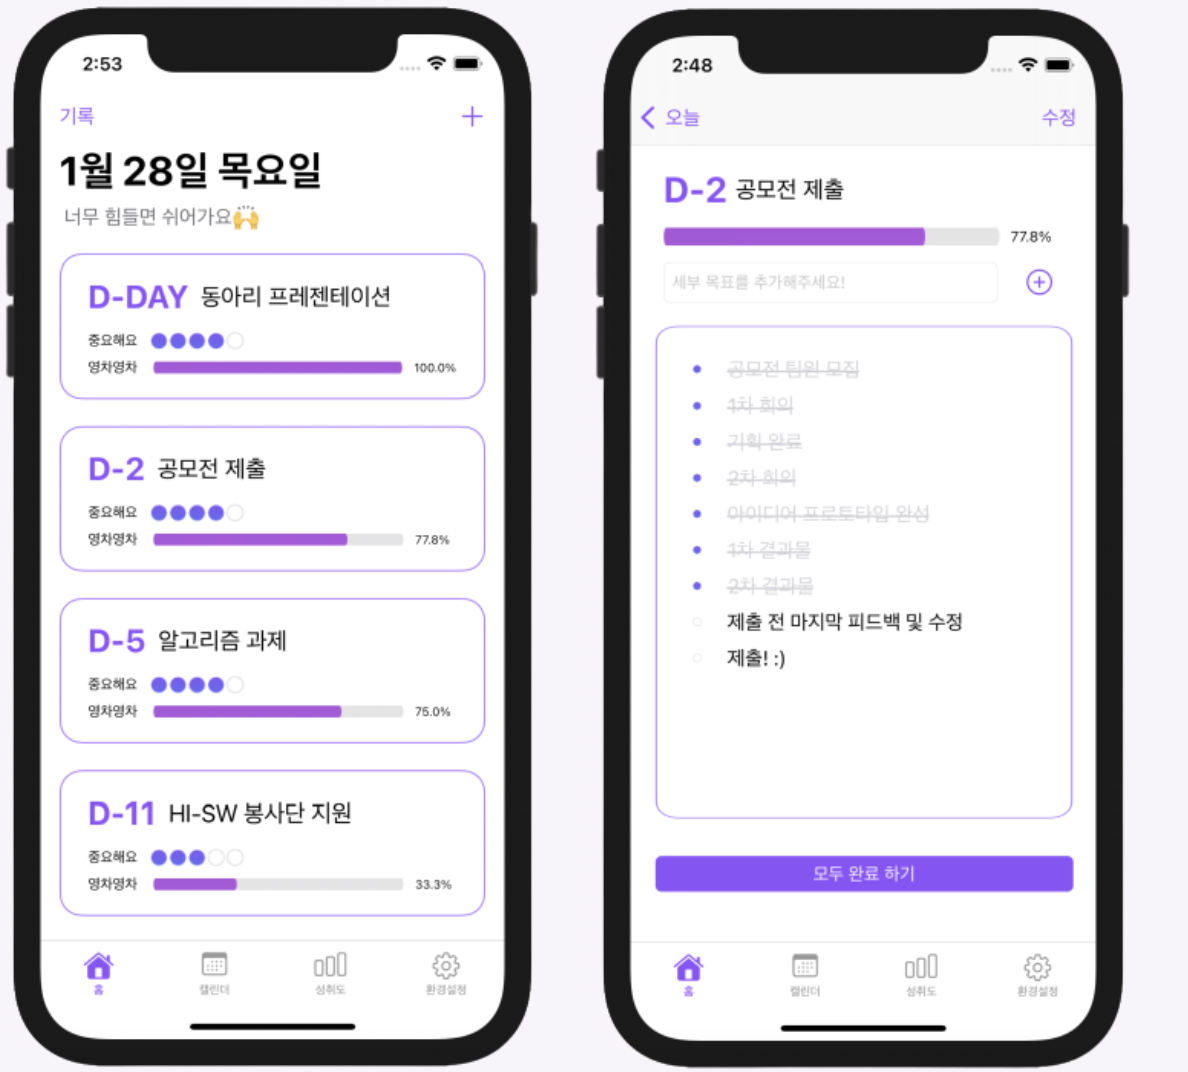 2:53
기록
1월 28일 목요일
너무 힘들면 쉬어가요🙌
D-DAY 동아리 프레젠테이션
중요해요
영차영차 100.0%
D-2 공모전 제출
중요해요
영차영차 77.8%
D-5 알고리즘 과제
중요해요
영차영차 75.0%
D-11 HI-SW 봉사단 지원
중요해요
영차영차 33.3%
홈 캘린더 성취도 환경설정
2:48
오늘 수정
D-2 공모전 제출
77.8%
세부 목표를 추가해주세요!
공모전 팀원 모집
1차 회의
기획 완료
2차 회의
아이디어 프로토타입 완성
1차 결과물
2차 결과물
제출 전 마지막 피드백 및 수정
제출! :)
모두 완료 하기
홈 캘린더 성취도 환경설정